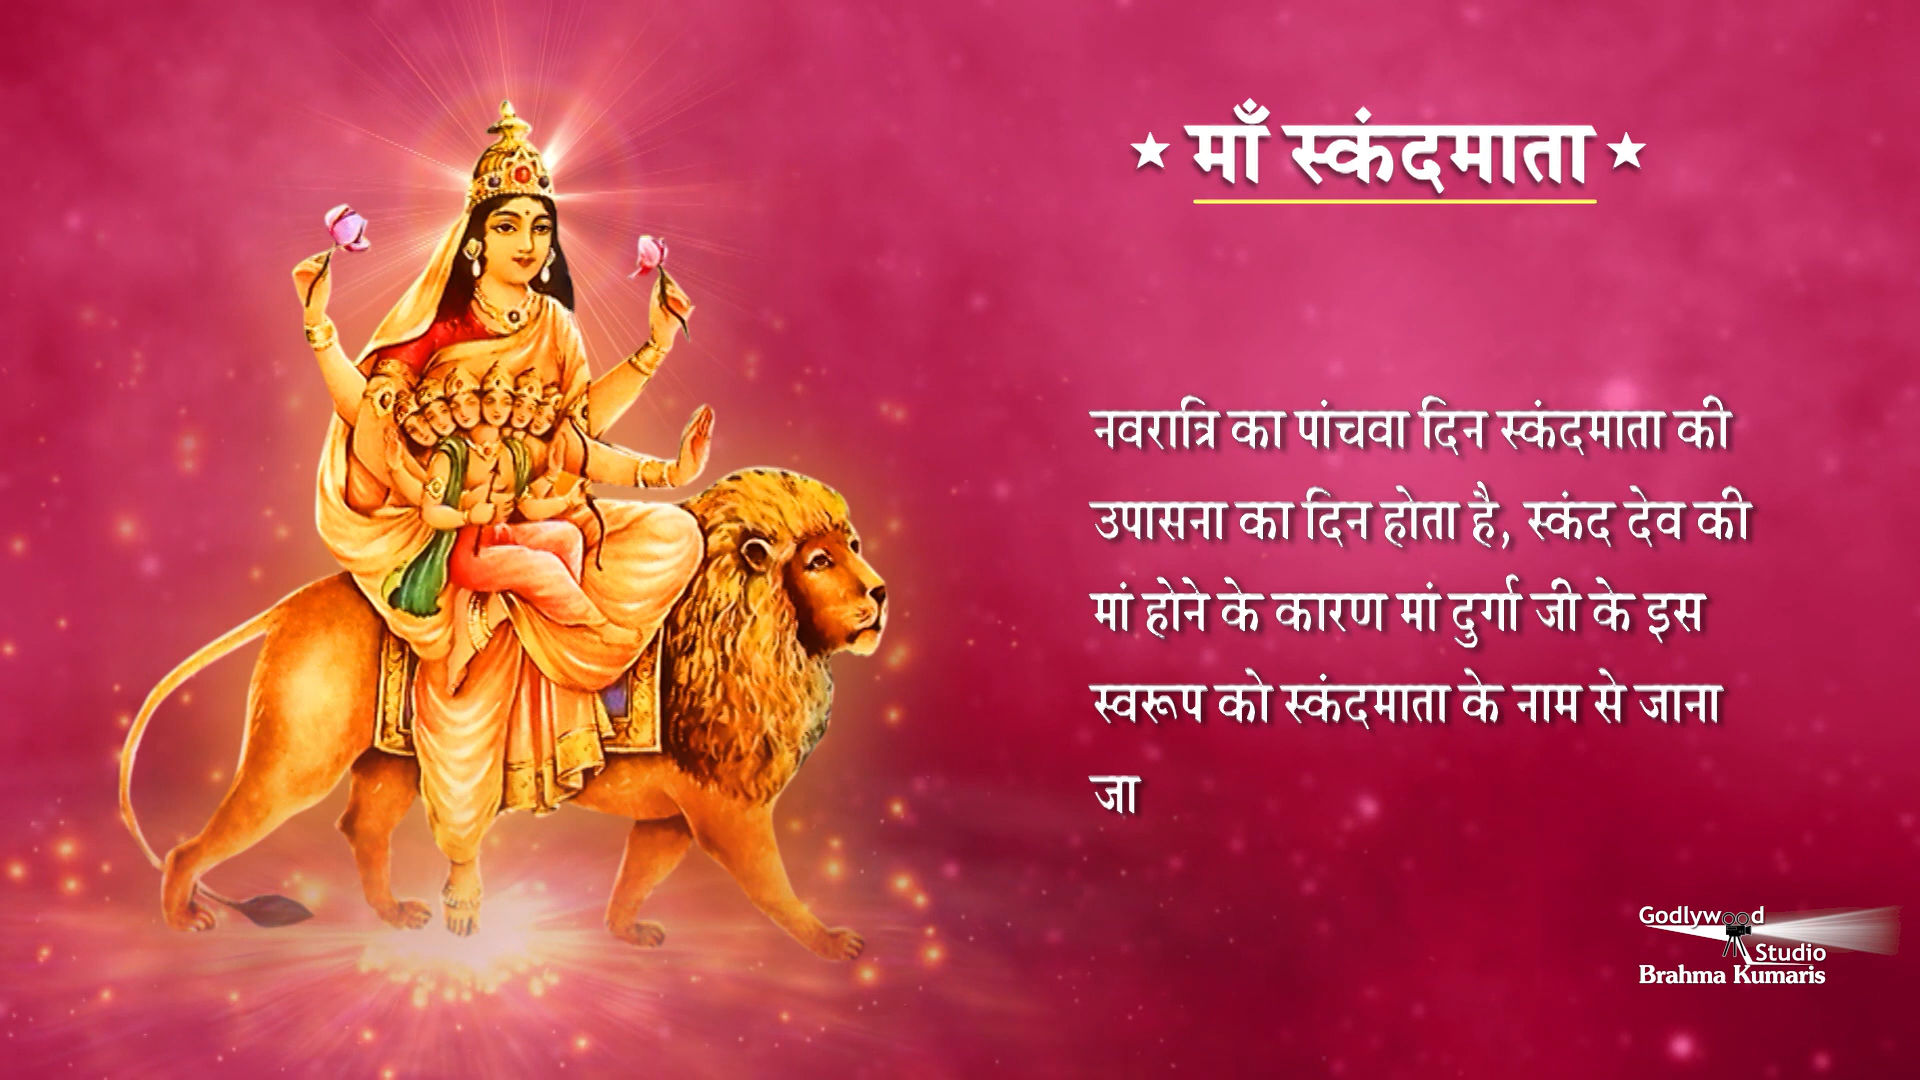 माँ स्कंदमाता
नवरात्रि का पांचवा दिन स्कंदमाता की
उपासना का दिन होता है, स्कंद देव की
मां होने के कारण मां दुर्गा जी के इस
स्वरूप को स्कंदमाता के नाम से जाना
जा
Godlywood
Studio
Brahma Kumaris